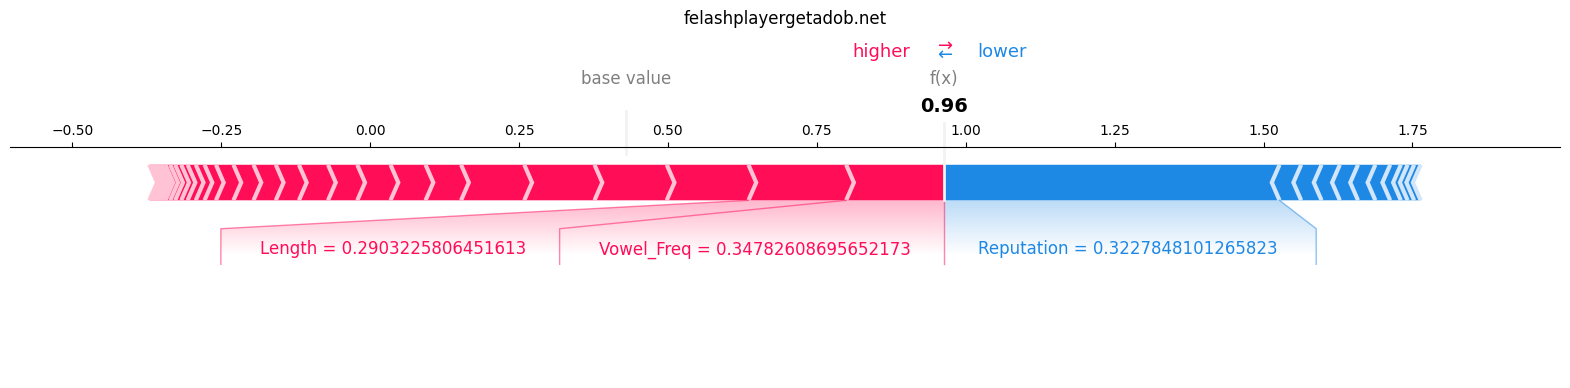 felashplayergetadob.net
higher → ← lower
base value f(x)
0.96
−0.50 −0.25 0.00 0.25 0.50 0.75 1.00 1.25 1.50 1.75
Length = 0.2903225806451613 Vowel_Freq = 0.34782608695652173 Reputation = 0.3227848101265823